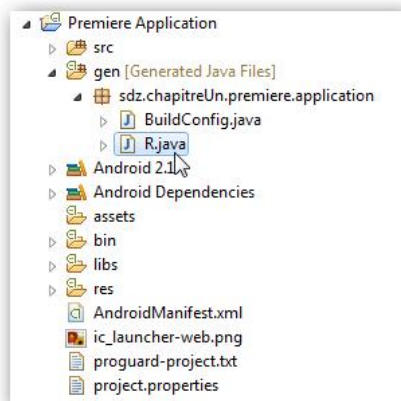 Premiere Application
src
gen [Generated Java Files]
sdz.chapitreUn.premiere.application
BuildConfig.java
R.java
Android 2.1
Android Dependencies
assets
bin
libs
res
AndroidManifest.xml
ic_launcher-web.png
proguard-project.txt
project.properties